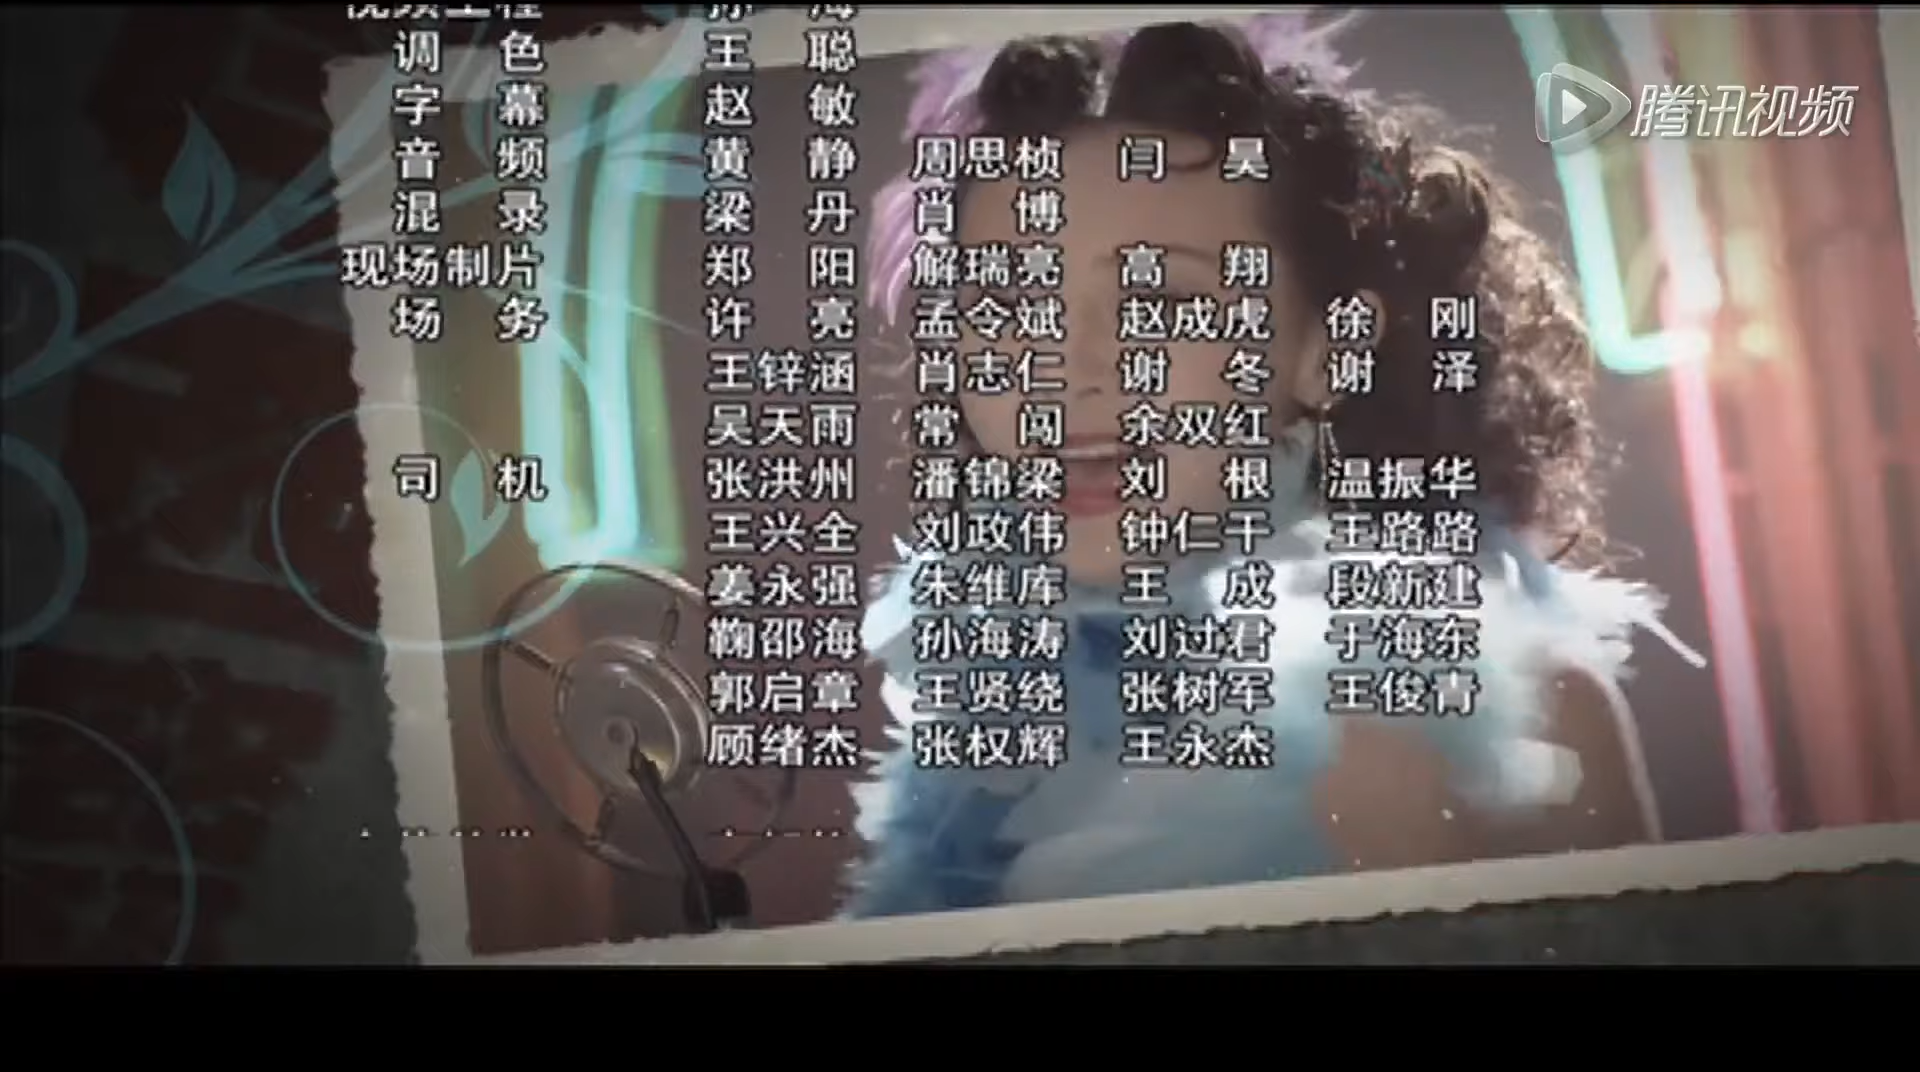 调色 王聪
腾讯视频
字幕 赵敏
音频 黄静 周思桢 闫昊
混录 梁丹 肖博
现场制片 郑阳 解瑞亮 高翔
场务 许亮 孟令斌 赵成虎 徐刚
王锌涵 肖志仁 谢冬 谢泽
吴天雨 常闯 余双红
司机 张洪州 潘锦梁 刘根 温振华
王兴全 刘政伟 钟仁干 王路路
姜永强 朱维库 王成 段新建
鞠邵海 孙海涛 刘过君 于海东
郭启章 王贤绕 张树军 王俊青
顾绪杰 张权辉 王永杰